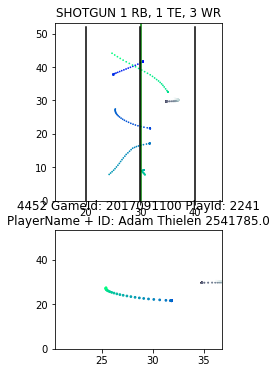 SHOTGUN 1 RB, 1 TE, 3 WR
50
40
30
20
10
0
20 30 40
4452 GameId: 2017091100 PlayId: 2241
PlayerName + ID: Adam Thielen 2541785.0
40
20
0
25 30 35